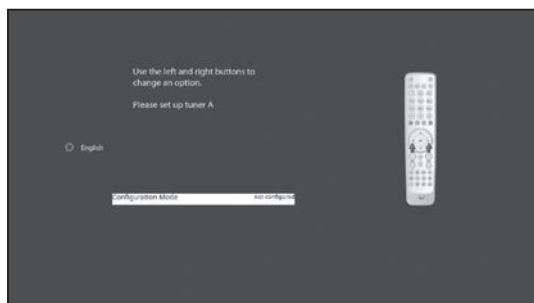 Use the left and right buttons to
change an option.
Please set up tuner A
English
Configuration Mode not configured